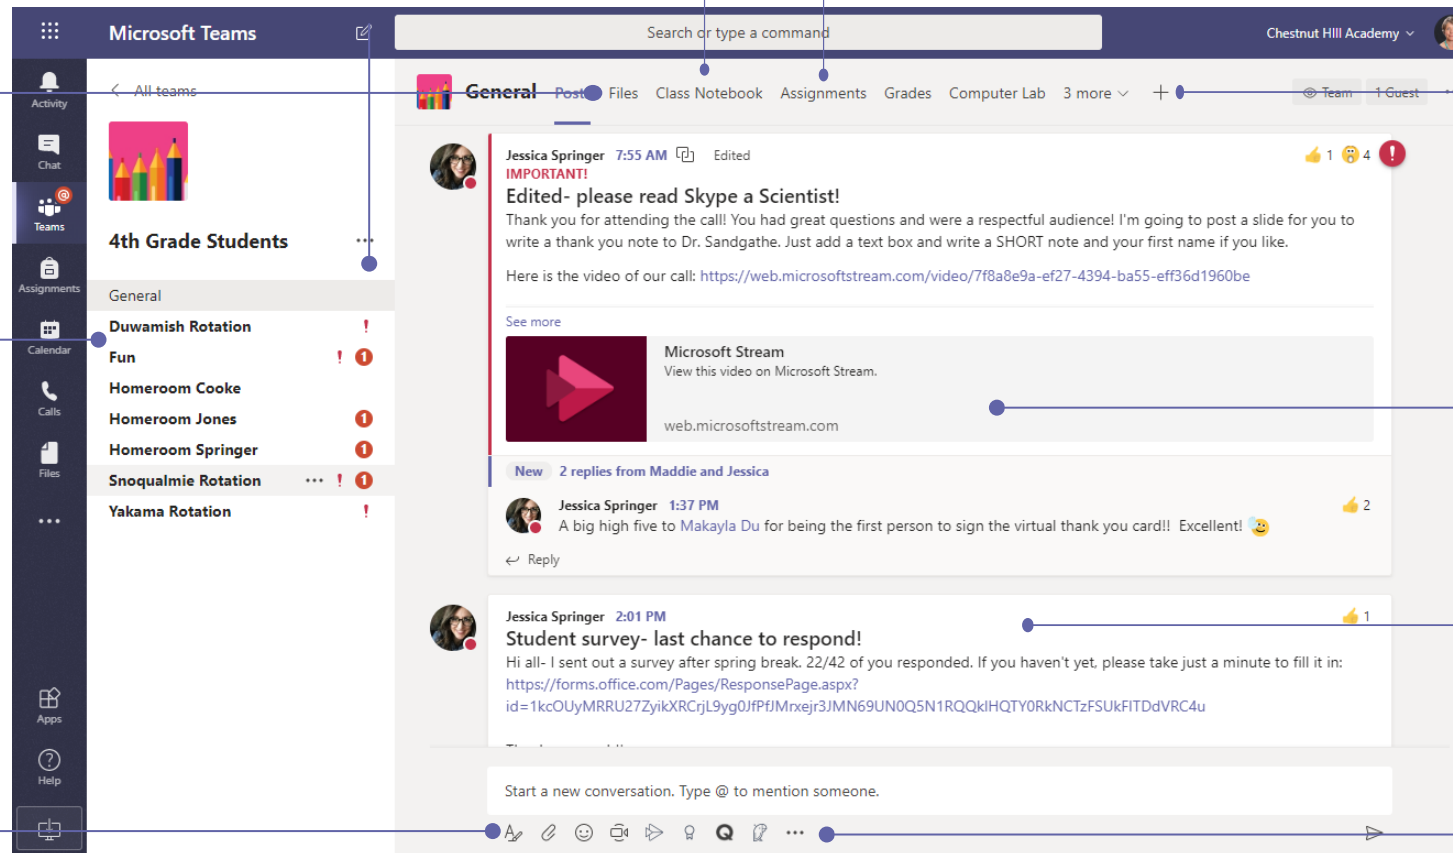 Microsoft Teams
Search or type a command
Chestnut HIll Academy
Activity
Chat
Teams
Assignments
Calendar
Calls
Files
Apps
Help
All teams
4th Grade Students
General
Duwamish Rotation !
Fun ! 1
Homeroom Cooke
Homeroom Jones 1
Homeroom Springer 1
Snoqualmie Rotation ... ! 1
Yakama Rotation !
General Posts Files Class Notebook Assignments Grades Computer Lab 3 more +
Team 1 Guest
Jessica Springer 7:55 AM Edited 1 4 !
IMPORTANT!
Edited- please read Skype a Scientist!
Thank you for attending the call! You had great questions and were a respectful audience! I'm going to post a slide for you to
write a thank you note to Dr. Sandgathe. Just add a text box and write a SHORT note and your first name if you like.
Here is the video of our call: https://web.microsoftstream.com/video/7f8a8e9a-ef27-4394-ba55-eff36d1960be
See more
Microsoft Stream
View this video on Microsoft Stream.
web.microsoftstream.com
New 2 replies from Maddie and Jessica
Jessica Springer 1:37 PM 2
A big high five to Makayla Du for being the first person to sign the virtual thank you card!! Excellent!
Reply
Jessica Springer 2:01 PM 1
Student survey- last chance to respond!
Hi all- I sent out a survey after spring break. 22/42 of you responded. If you haven't yet, please take just a minute to fill it in:
https://forms.office.com/Pages/ResponsePage.aspx?
id=1kcOUyMRRU27ZyikXRCrjL9yg0JfPfJMrxejr3JMN69UN0Q5N1RQQklHQTY0RkNCTzFSUkFITDdVRC4u
Start a new conversation. Type @ to mention someone.